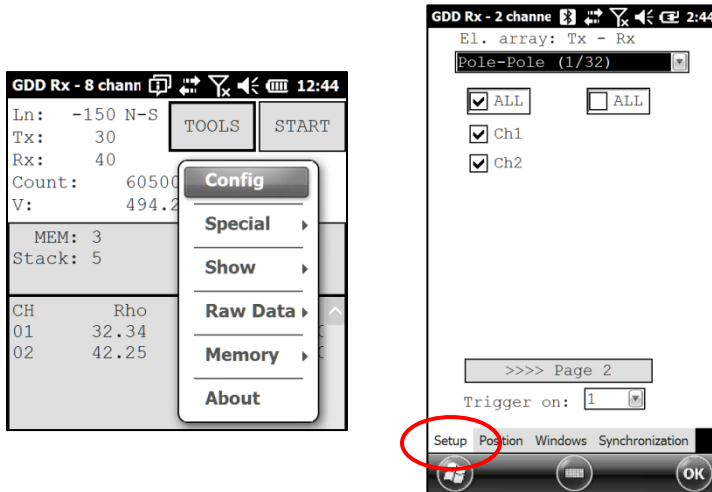 GDD Rx - 8 chann 12:44
Ln: -150 N-S
TOOLS
START
Tx: 30
Rx: 40
Count: 60500
V: 494.2
MEM: 3
Stack: 5
CH Rho
01 32.34
02 42.25
Config
Special
Show
Raw Data
Memory
About
GDD Rx - 2 channe 2:44
El. array: Tx - Rx
Pole-Pole (1/32)
ALL ALL
Ch1
Ch2
>>>> Page 2
Trigger on: 1
Setup Position Windows Synchronization
OK